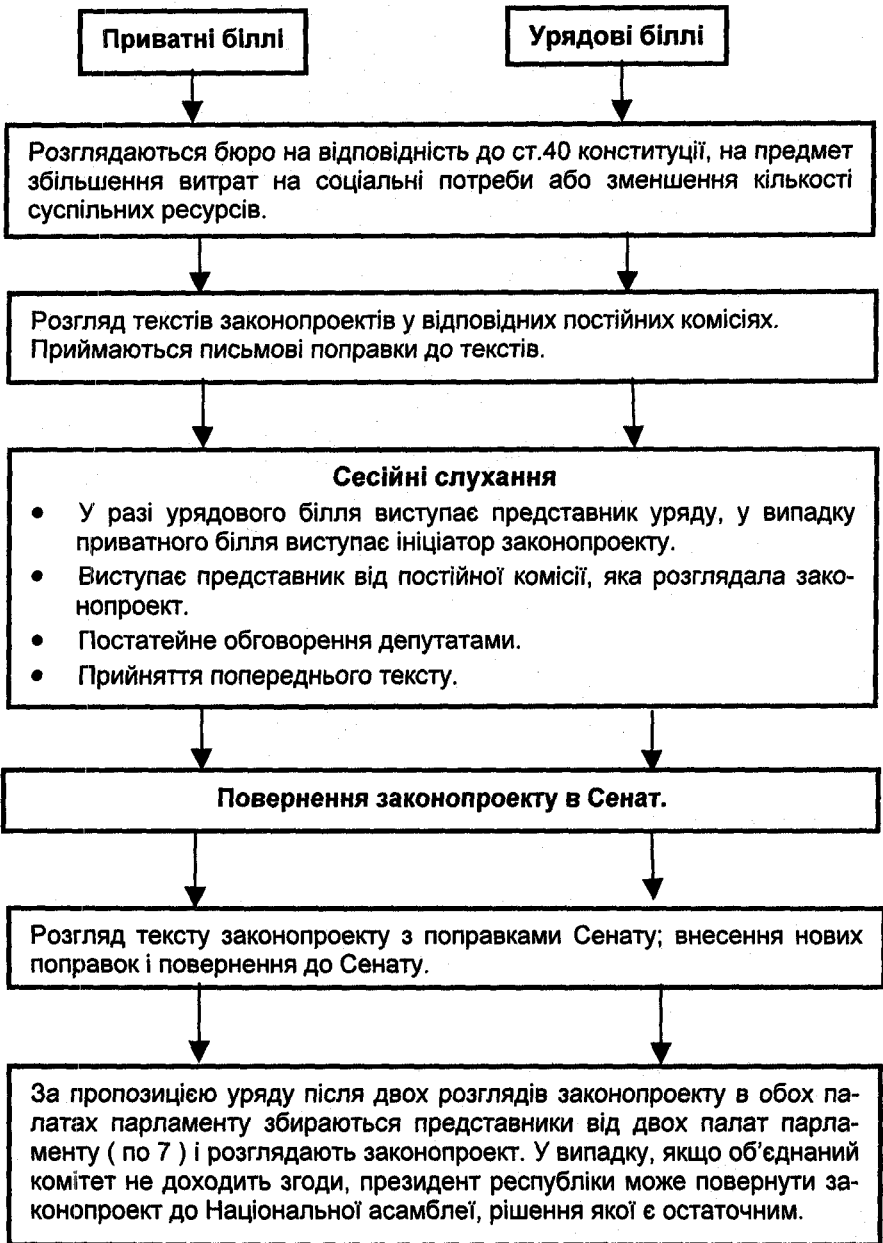 Приватні біллі
Урядові біллі
Розглядаються бюро на відповідність до ст.40 конституції, на предмет
збільшення витрат на соціальні потреби або зменшення кількості
суспільних ресурсів.
Розгляд текстів законопроектів у відповідних постійних комісіях.
Приймаються письмові поправки до текстів.
Сесійні слухання
• У разі урядового білля виступає представник уряду, у випадку
приватного білля виступає ініціатор законопроекту.
• Виступає представник від постійної комісії, яка розглядала зако-
нопроект.
• Постатейне обговорення депутатами.
• Прийняття попереднього тексту.
Повернення законопроекту в Сенат.
Розгляд тексту законопроекту з поправками Сенату; внесення нових
поправок і повернення до Сенату.
За пропозицією уряду після двох розглядів законопроекту в обох па-
латах парламенту збираються представники від двох палат парла-
менту ( по 7 ) і розглядають законопроект. У випадку, якщо об’єднаний
комітет не доходить згоди, президент республіки може повернути за-
конопроект до Національної асамблеї, рішення якої є остаточним.